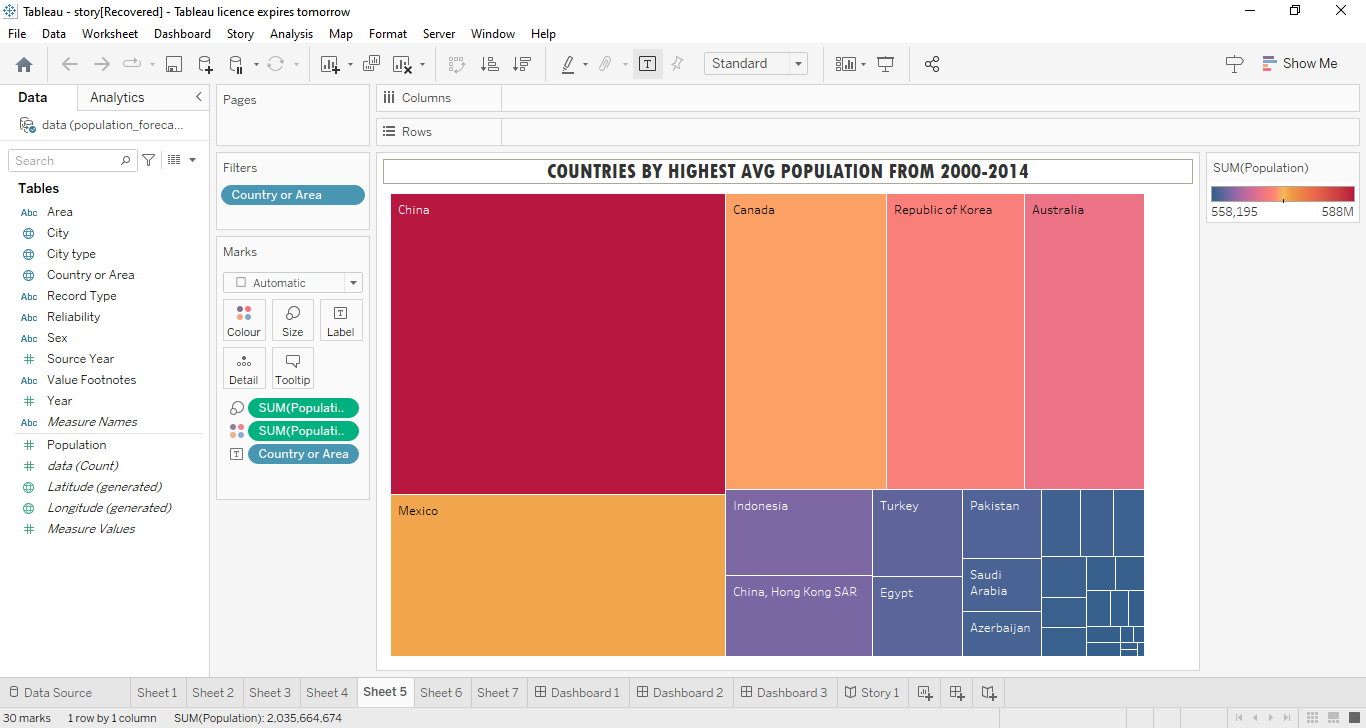 Tableau - story[Recovered] - Tableau licence expires tomorrow
File Data Worksheet Dashboard Story Analysis Map Format Server Window Help
Standard
Show Me
Data Analytics
data (population_foreca...
Search
Tables
Abc Area
City
City type
Country or Area
Abc Record Type
Abc Reliability
Abc Sex
# Source Year
Abc Value Footnotes
# Year
Abc Measure Names
# Population
# data (Count)
Latitude (generated)
Longitude (generated)
# Measure Values
Pages
Filters
Country or Area
Marks
Automatic
Colour Size Label
Detail Tooltip
SUM(Populati..
SUM(Populati..
Country or Area
Columns
Rows
COUNTRIES BY HIGHEST AVG POPULATION FROM 2000-2014
China
Canada
Republic of Korea
Australia
Mexico
Indonesia
Turkey
Pakistan
China, Hong Kong SAR
Egypt
Saudi
Arabia
Azerbaijan
SUM(Population)
558,195 588M
Data Source Sheet 1 Sheet 2 Sheet 3 Sheet 4 Sheet 5 Sheet 6 Sheet 7 Dashboard 1 Dashboard 2 Dashboard 3 Story 1
30 marks 1 row by 1 column SUM(Population): 2,035,664,674